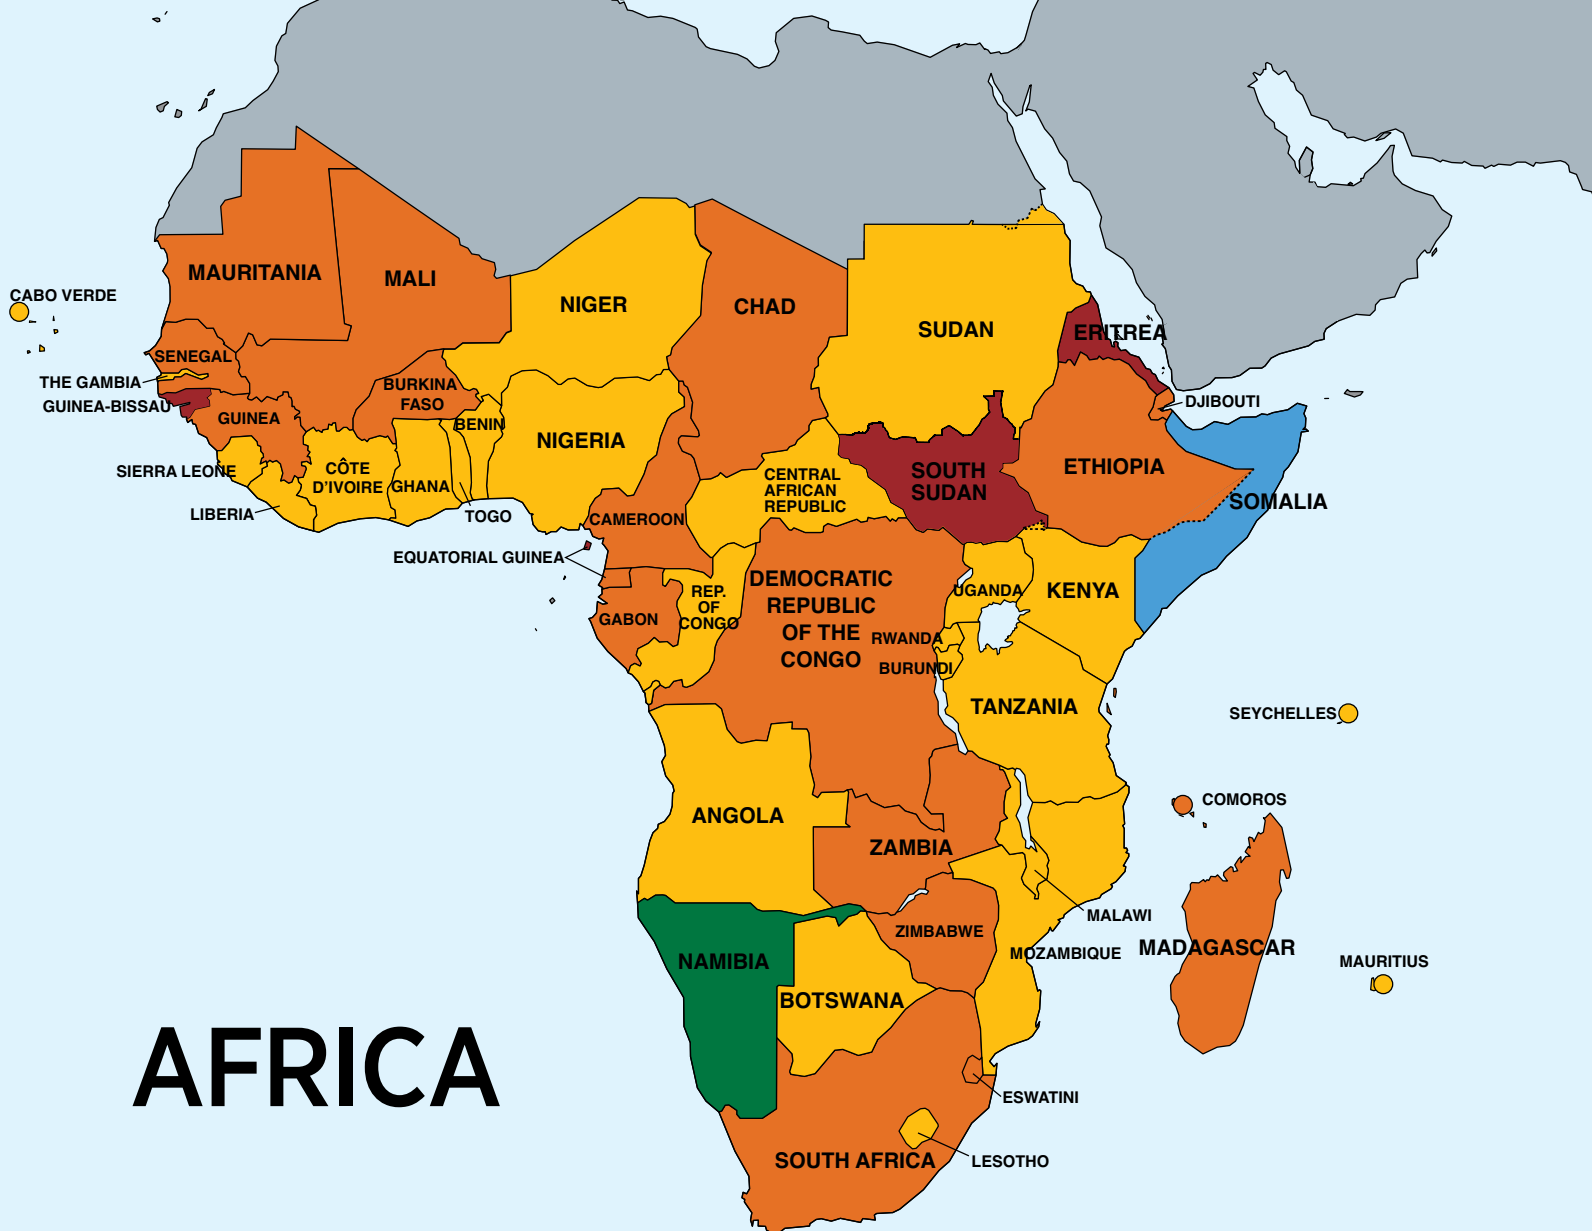 MAURITANIA
MALI
NIGER
CHAD
SUDAN
ERITREA
CABO VERDE
SENEGAL
THE GAMBIA
GUINEA-BISSAU
GUINEA
BURKINA
FASO
BENIN
NIGERIA
DJIBOUTI
ETHIOPIA
SOMALIA
SIERRA LEONE
LIBERIA
CÔTE
D'IVOIRE
GHANA
TOGO
CENTRAL
AFRICAN
REPUBLIC
SOUTH
SUDAN
CAMEROON
EQUATORIAL GUINEA
GABON
REP.
OF
CONGO
DEMOCRATIC
REPUBLIC
OF THE
CONGO
UGANDA
KENYA
RWANDA
BURUNDI
TANZANIA
SEYCHELLES
COMOROS
ANGOLA
ZAMBIA
MALAWI
MOZAMBIQUE
MADAGASCAR
MAURITIUS
ZIMBABWE
NAMIBIA
BOTSWANA
ESWATINI
LESOTHO
SOUTH AFRICA
AFRICA